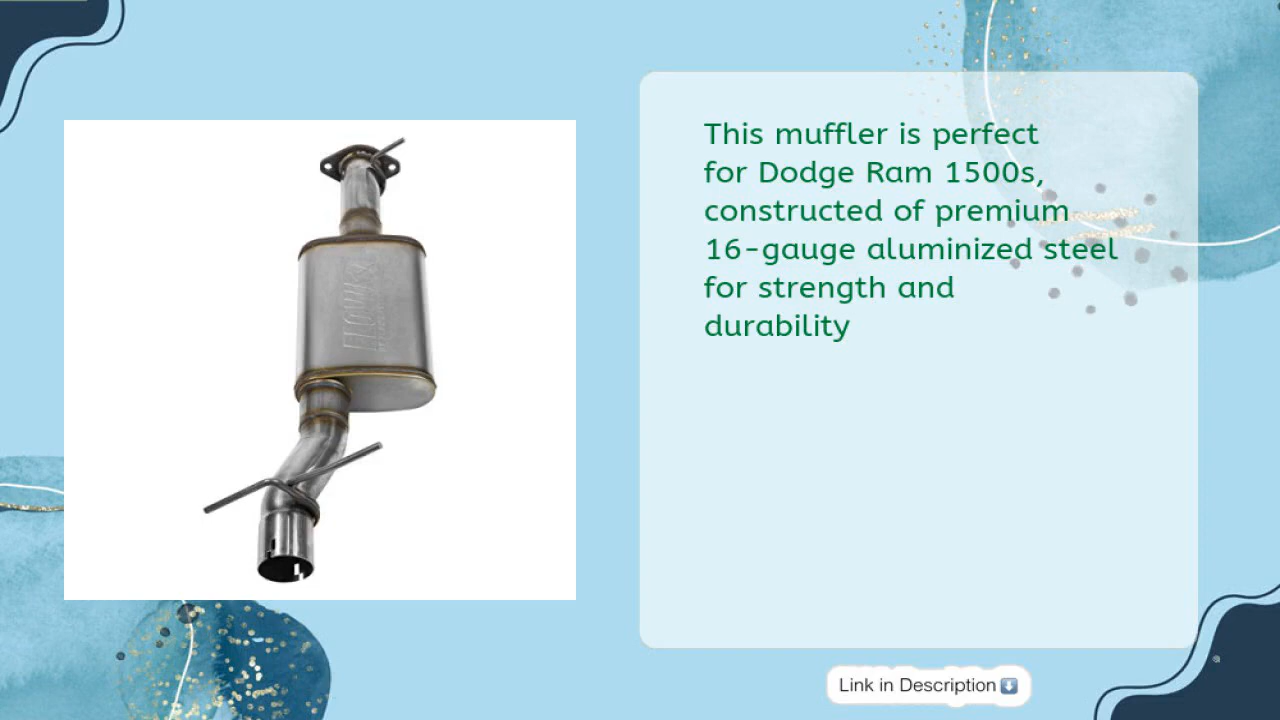 This muffler is perfect
for Dodge Ram 1500s,
constructed of premium
16-gauge aluminized steel
for strength and
durability
Link in Description